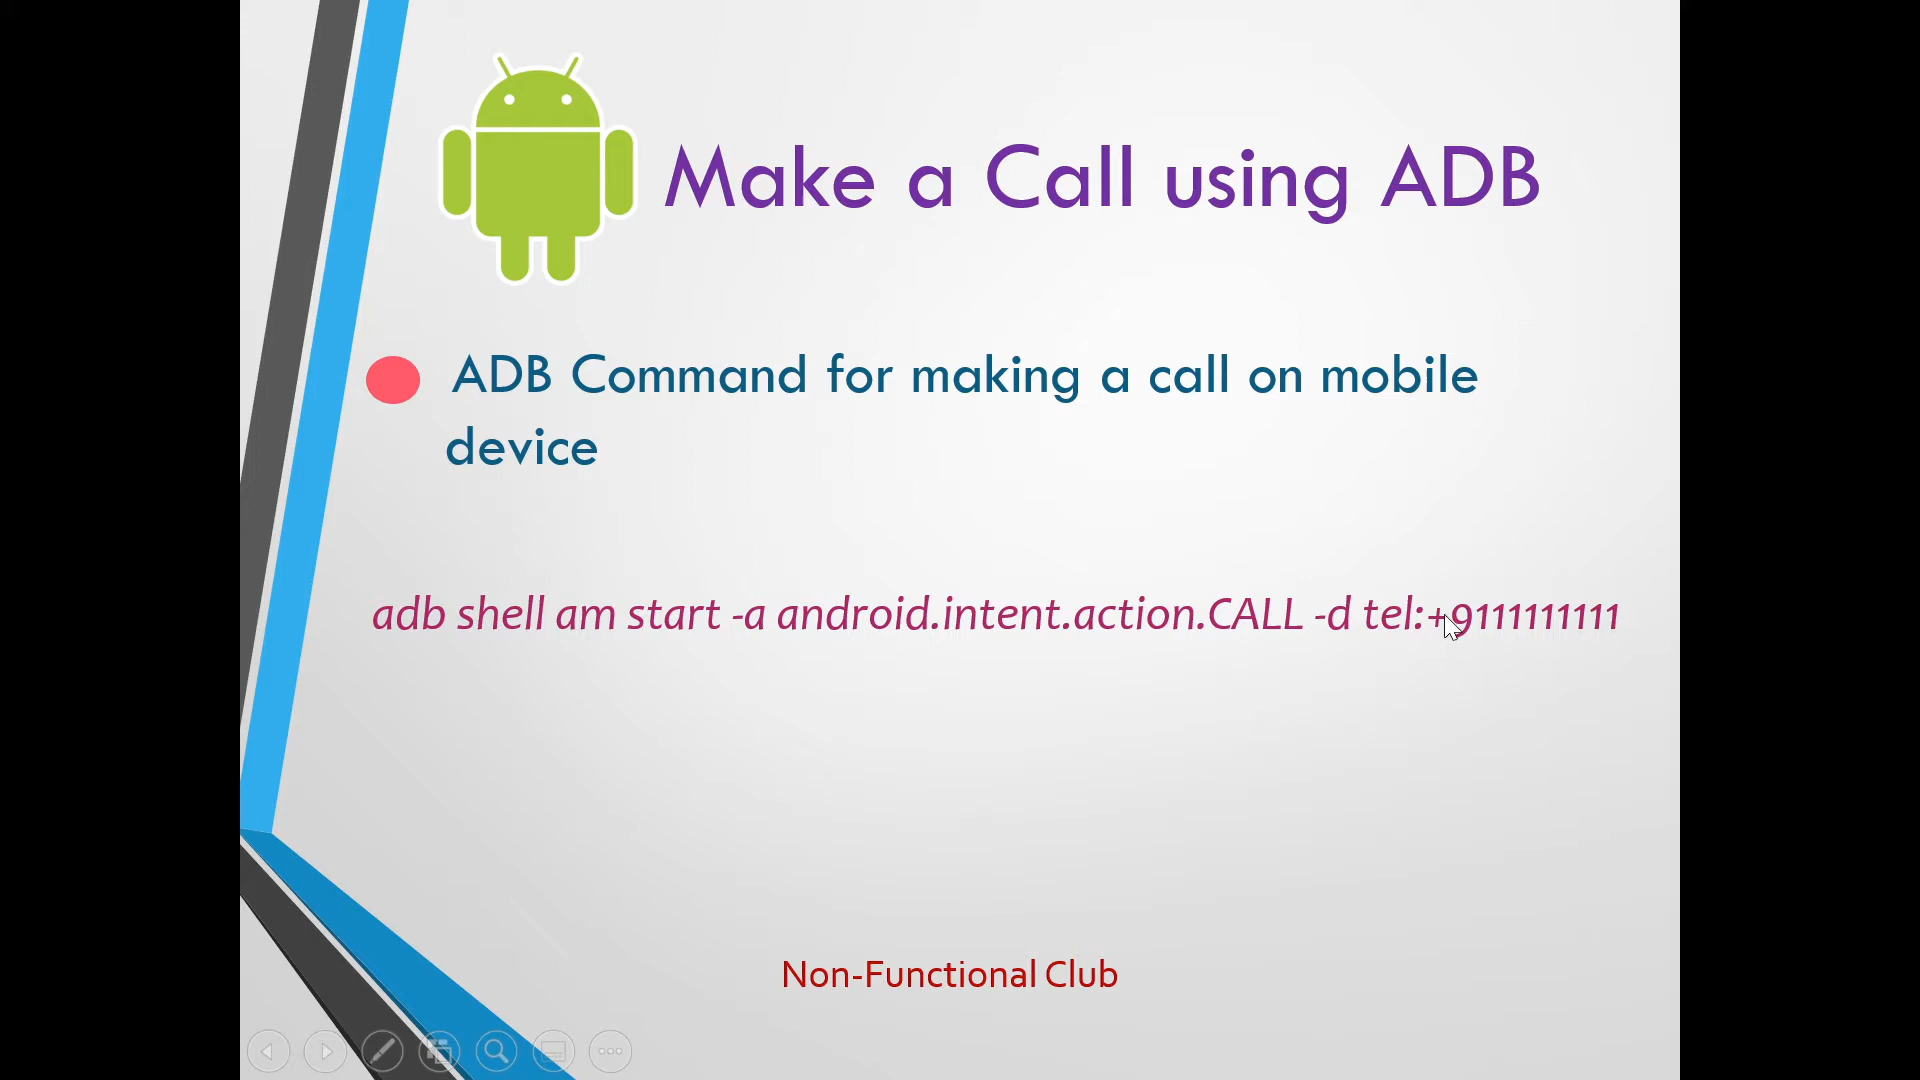 Make a Call using ADB
ADB Command for making a call on mobile
device
adb shell am start -a android.intent.action.CALL -d tel:+9111111111
Non-Functional Club